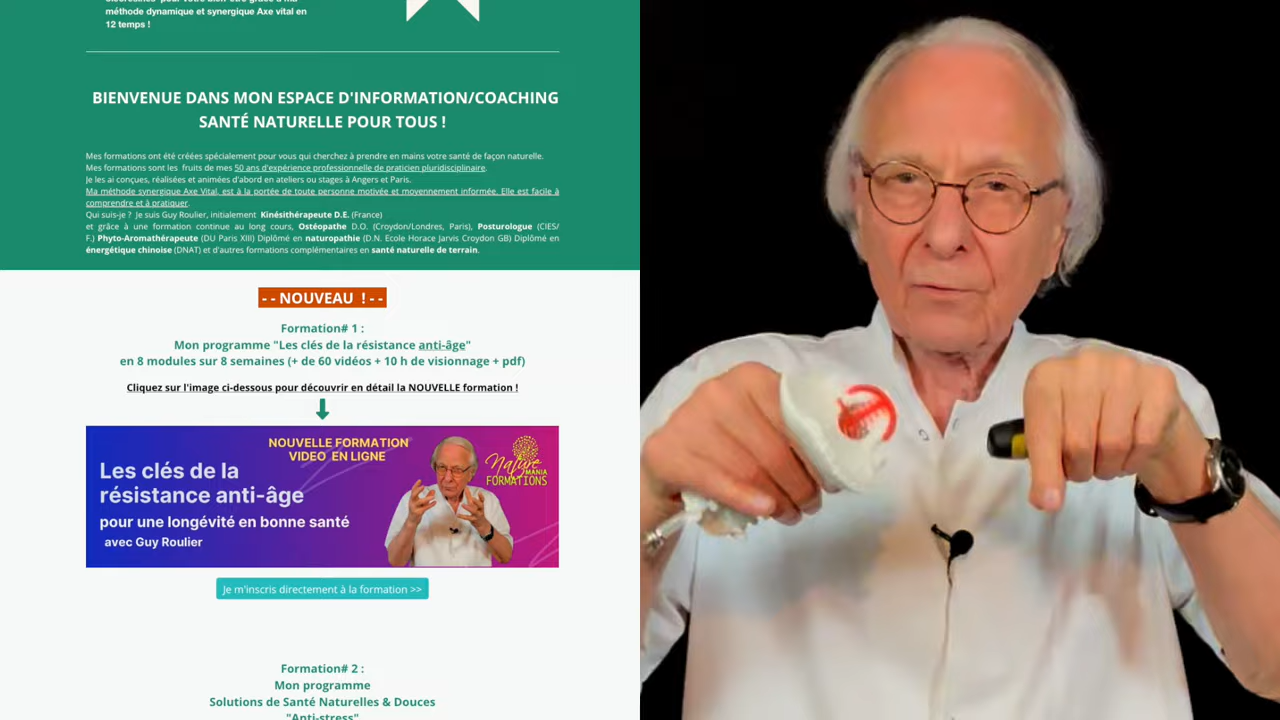 méthode dynamique et synergique Axe vital en
12 temps !
BIENVENUE DANS MON ESPACE D'INFORMATION/COACHING
SANTÉ NATURELLE POUR TOUS !
Mes formations ont été créées spécialement pour vous qui cherchez à prendre en mains votre santé de façon naturelle.
Mes formations sont les fruits de mes 50 ans d'expérience professionnelle de praticien pluridisciplinaire.
Je les ai conçues, réalisées et animées d'abord en ateliers ou stages à Angers et Paris.
Ma méthode synergique Axe Vital, est à la portée de toute personne motivée et moyennement informée. Elle est facile à
comprendre et à pratiquer.
Qui suis-je ? Je suis Guy Roulier, initialement Kinésithérapeute D.E. (France)
et grâce à une formation continue au long cours, Ostéopathe (J.O. (Croydon/Londres, Paris), Posturologue (CIES/
F.) Phyto-Aromathérapeute (DU Paris XIII) Diplômé en naturopathie (D.N. Ecole Horace Jarvis Croydon GB) Diplômé en
énergétique chinoise (DNAT) et d'autres formations complémentaires en santé naturelle de terrain.
- - NOUVEAU ! - -
Formation# 1 :
Mon programme "Les clés de la résistance anti-âge"
en 8 modules sur 8 semaines (+ de 60 vidéos + 10 h de visionnage + pdf)
Cliquez sur l'image ci-dessous pour découvrir en détail la NOUVELLE formation !
NOUVELLE FORMATION
VIDEO EN LIGNE
Les clés de la
résistance anti-âge
pour une longévité en bonne santé
avec Guy Roulier
Nature
MANIA
FORMATIONS
Je m'inscris directement à la formation >>
Formation# 2 :
Mon programme
Solutions de Santé Naturelles & Douces
"Anti-stress"